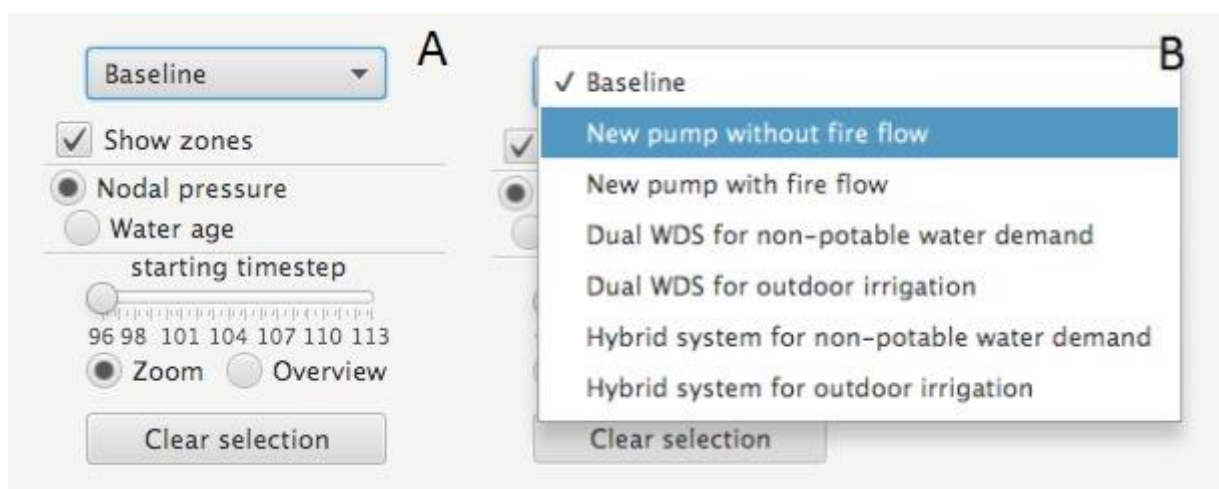 A
Baseline
Show zones
Nodal pressure
Water age
starting timestep
96 98 101 104 107 110 113
Zoom Overview
Clear selection
B
✓ Baseline
New pump without fire flow
New pump with fire flow
Dual WDS for non-potable water demand
Dual WDS for outdoor irrigation
Hybrid system for non-potable water demand
Hybrid system for outdoor irrigation
Clear selection